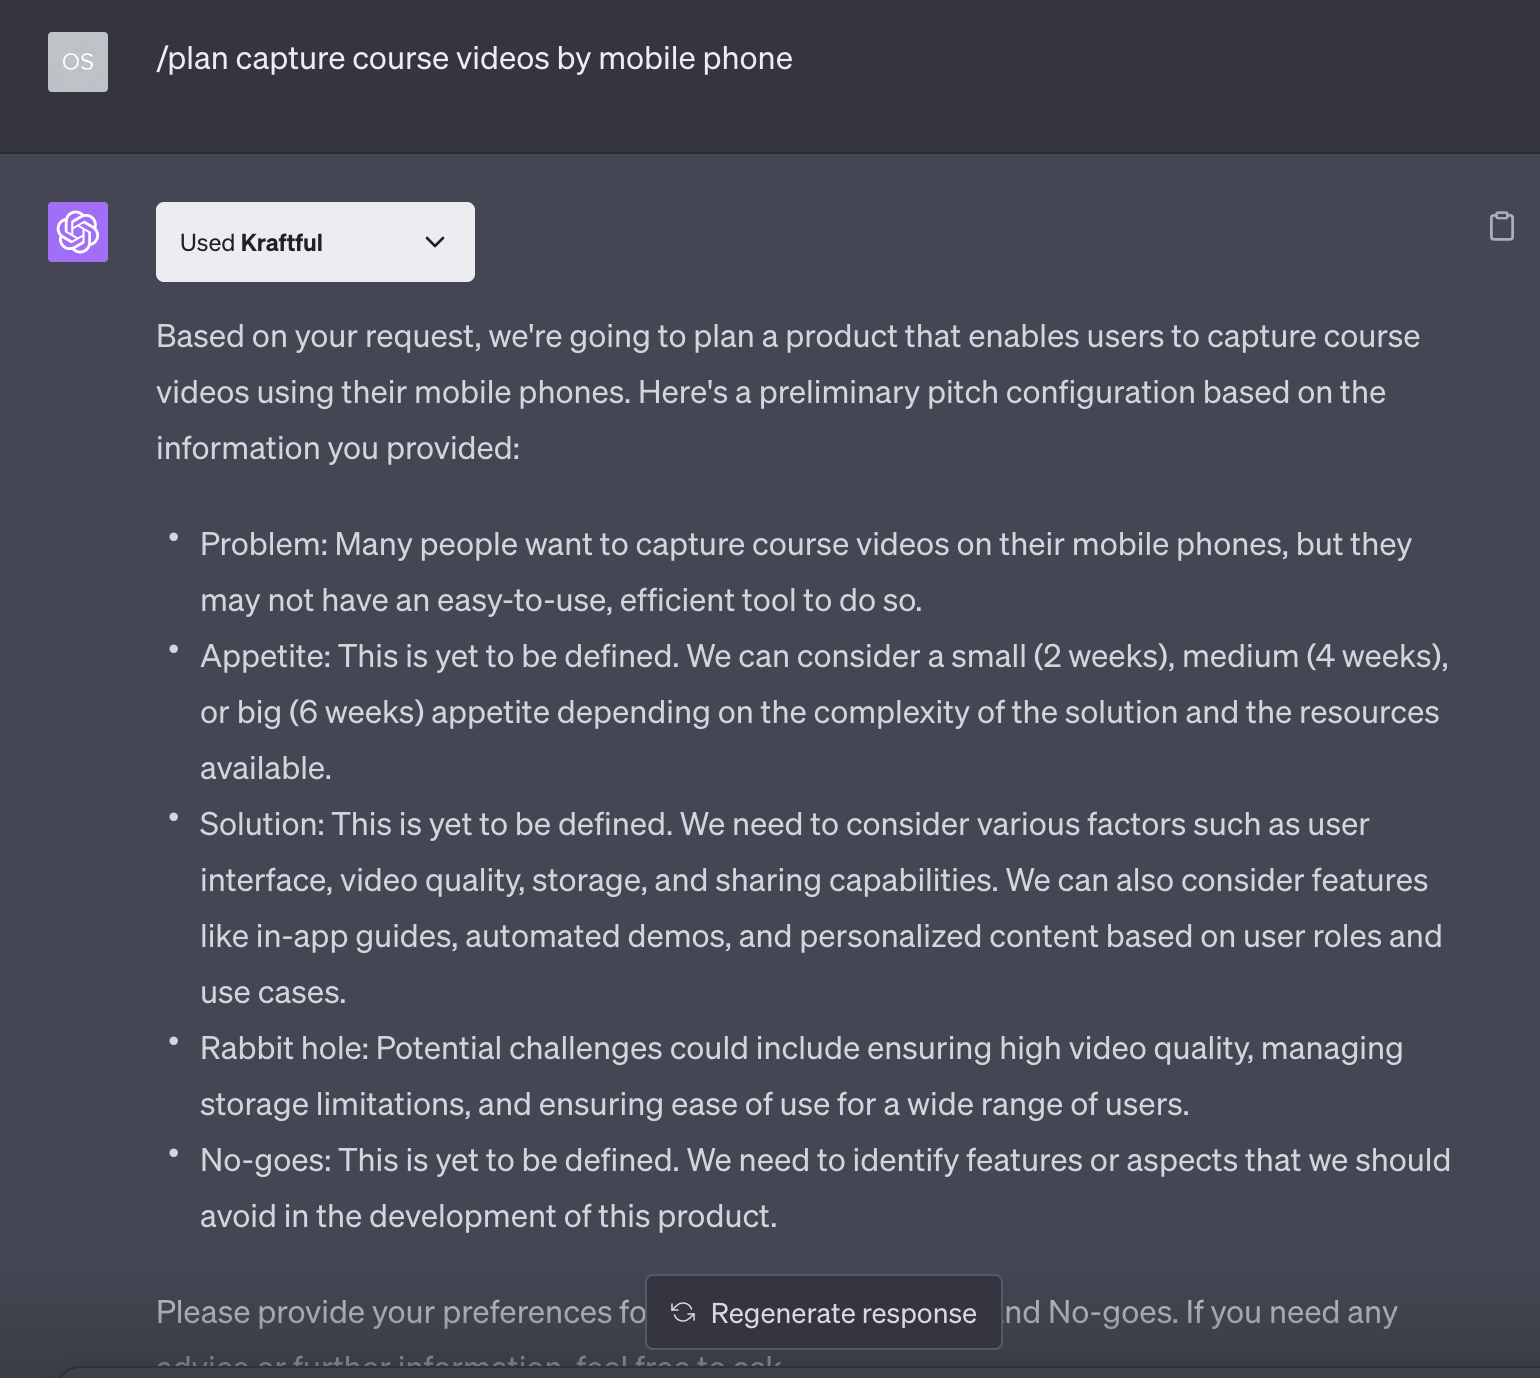 OS
/plan capture course videos by mobile phone
Used Kraftful
Based on your request, we're going to plan a product that enables users to capture course
videos using their mobile phones. Here's a preliminary pitch configuration based on the
information you provided:
• Problem: Many people want to capture course videos on their mobile phones, but they
may not have an easy-to-use, efficient tool to do so.
• Appetite: This is yet to be defined. We can consider a small (2 weeks), medium (4 weeks),
or big (6 weeks) appetite depending on the complexity of the solution and the resources
available.
• Solution: This is yet to be defined. We need to consider various factors such as user
interface, video quality, storage, and sharing capabilities. We can also consider features
like in-app guides, automated demos, and personalized content based on user roles and
use cases.
• Rabbit hole: Potential challenges could include ensuring high video quality, managing
storage limitations, and ensuring ease of use for a wide range of users.
• No-goes: This is yet to be defined. We need to identify features or aspects that we should
avoid in the development of this product.
Please provide your preferences fo nd No-goes. If you need any
Regenerate response
advice or further information, feel free to ask.